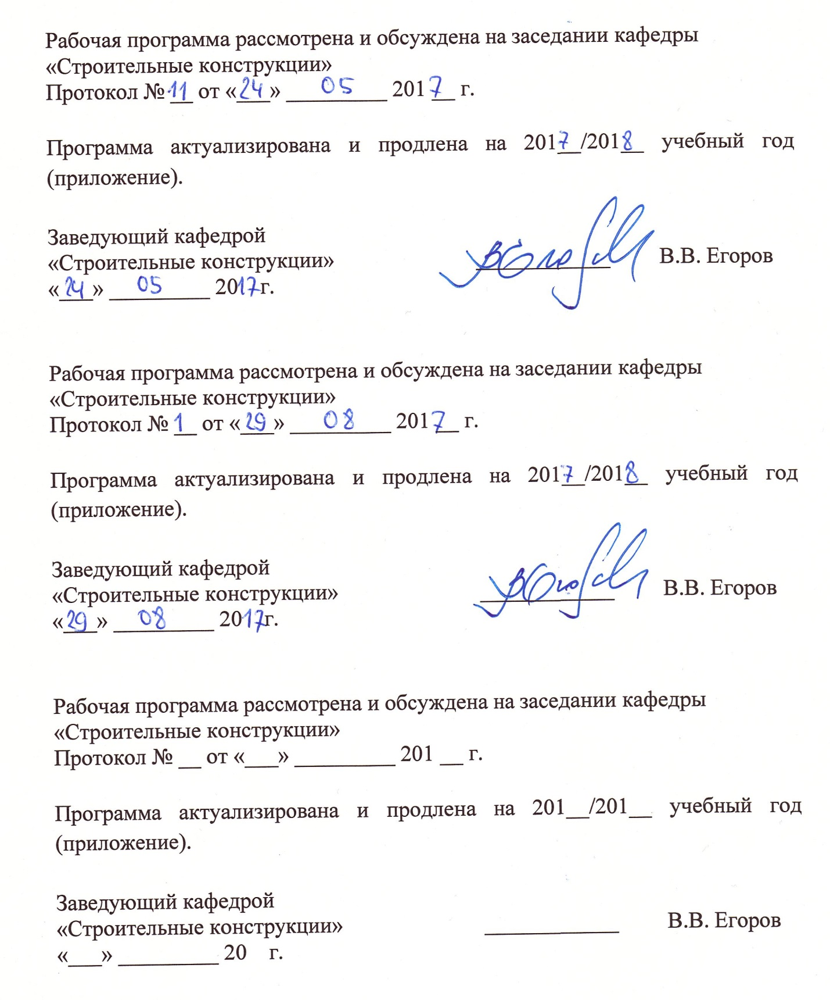 Рабочая программа рассмотрена и обсуждена на заседании кафедры
«Строительные конструкции»
Протокол № 11 от «24» 05 2017 г.
Программа актуализирована и продлена на 2017/2018 учебный год
(приложение).
Заведующий кафедрой
«Строительные конструкции» ВЕгоров В.В. Егоров
«24» 05 2017г.
Рабочая программа рассмотрена и обсуждена на заседании кафедры
«Строительные конструкции»
Протокол № 1 от «29» 08 2017 г.
Программа актуализирована и продлена на 2017/2018 учебный год
(приложение).
Заведующий кафедрой
«Строительные конструкции» ВЕгоров В.В. Егоров
«29» 08 2017г.
Рабочая программа рассмотрена и обсуждена на заседании кафедры
«Строительные конструкции»
Протокол № __ от «___» _________ 201 __ г.
Программа актуализирована и продлена на 201__/201__ учебный год
(приложение).
Заведующий кафедрой
«Строительные конструкции» ____________ В.В. Егоров
«___» _________ 20 г.